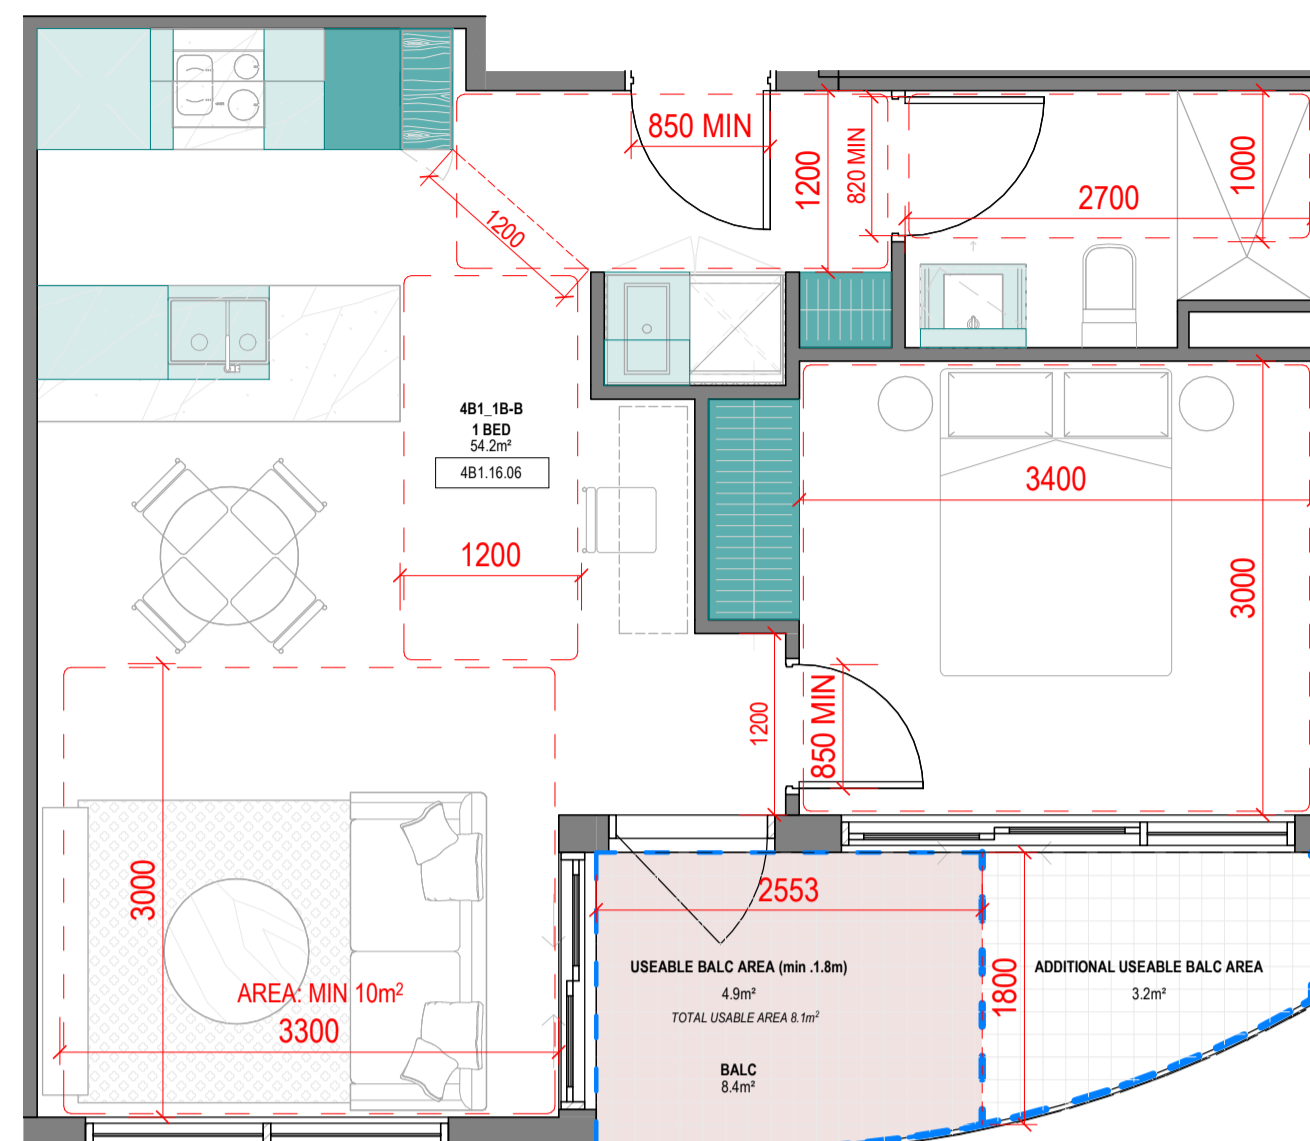 850 MIN
1200
820 MIN
1000
2700
1200
4B1_1B-B
1 BED
54.2m²
4B1.16.06
3400
1200
3000
1200
850 MIN
3000
2553
USEABLE BALC AREA (min .1.8m)
4.9m²
TOTAL USABLE AREA 8.1m²
1800
ADDITIONAL USEABLE BALC AREA
3.2m²
AREA: MIN 10m²
3300
BALC
8.4m²